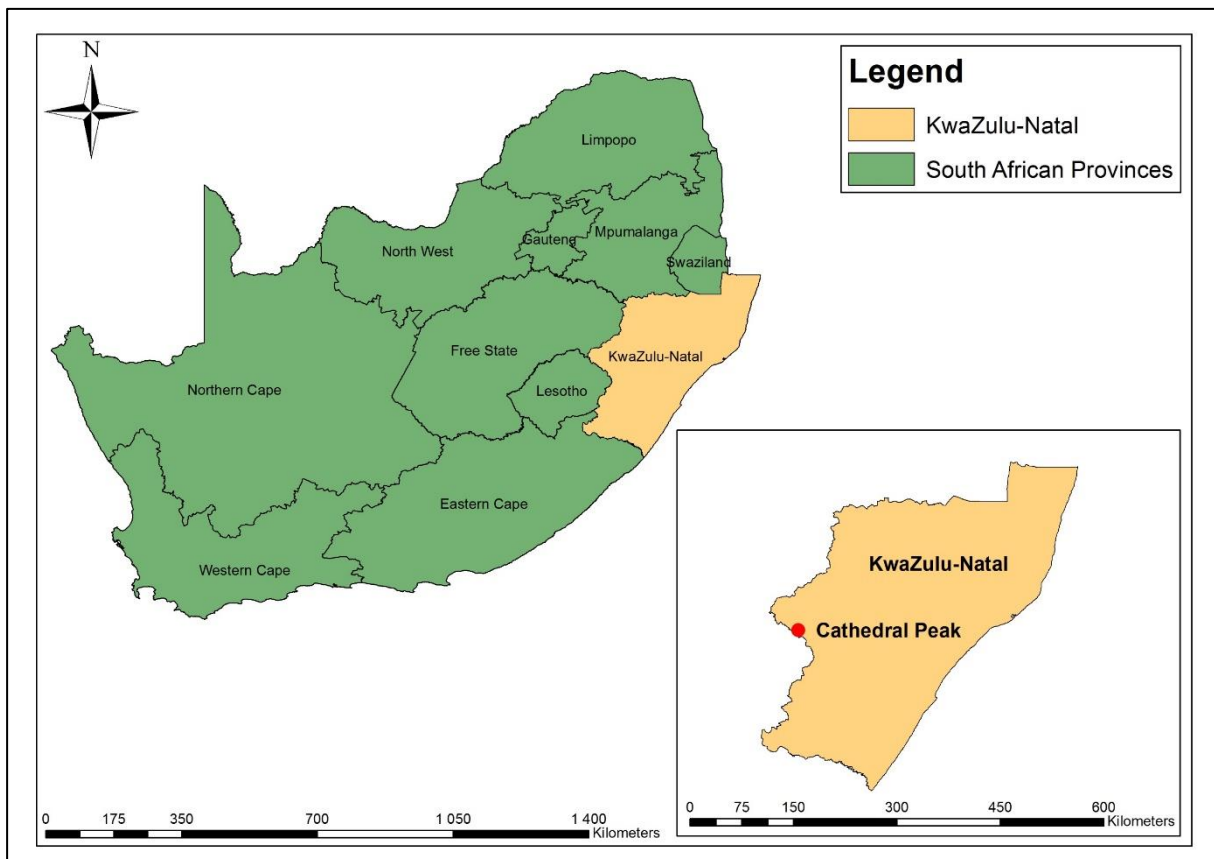 N
Legend
KwaZulu-Natal
South African Provinces
Limpopo
North West
Gauteng
Mpumalanga
Swaziland
Free State
KwaZulu-Natal
Northern Cape
Lesotho
Eastern Cape
Western Cape
KwaZulu-Natal
Cathedral Peak
0 175 350 700 1 050 1 400
Kilometers
0 75 150 300 450 600
Kilometers